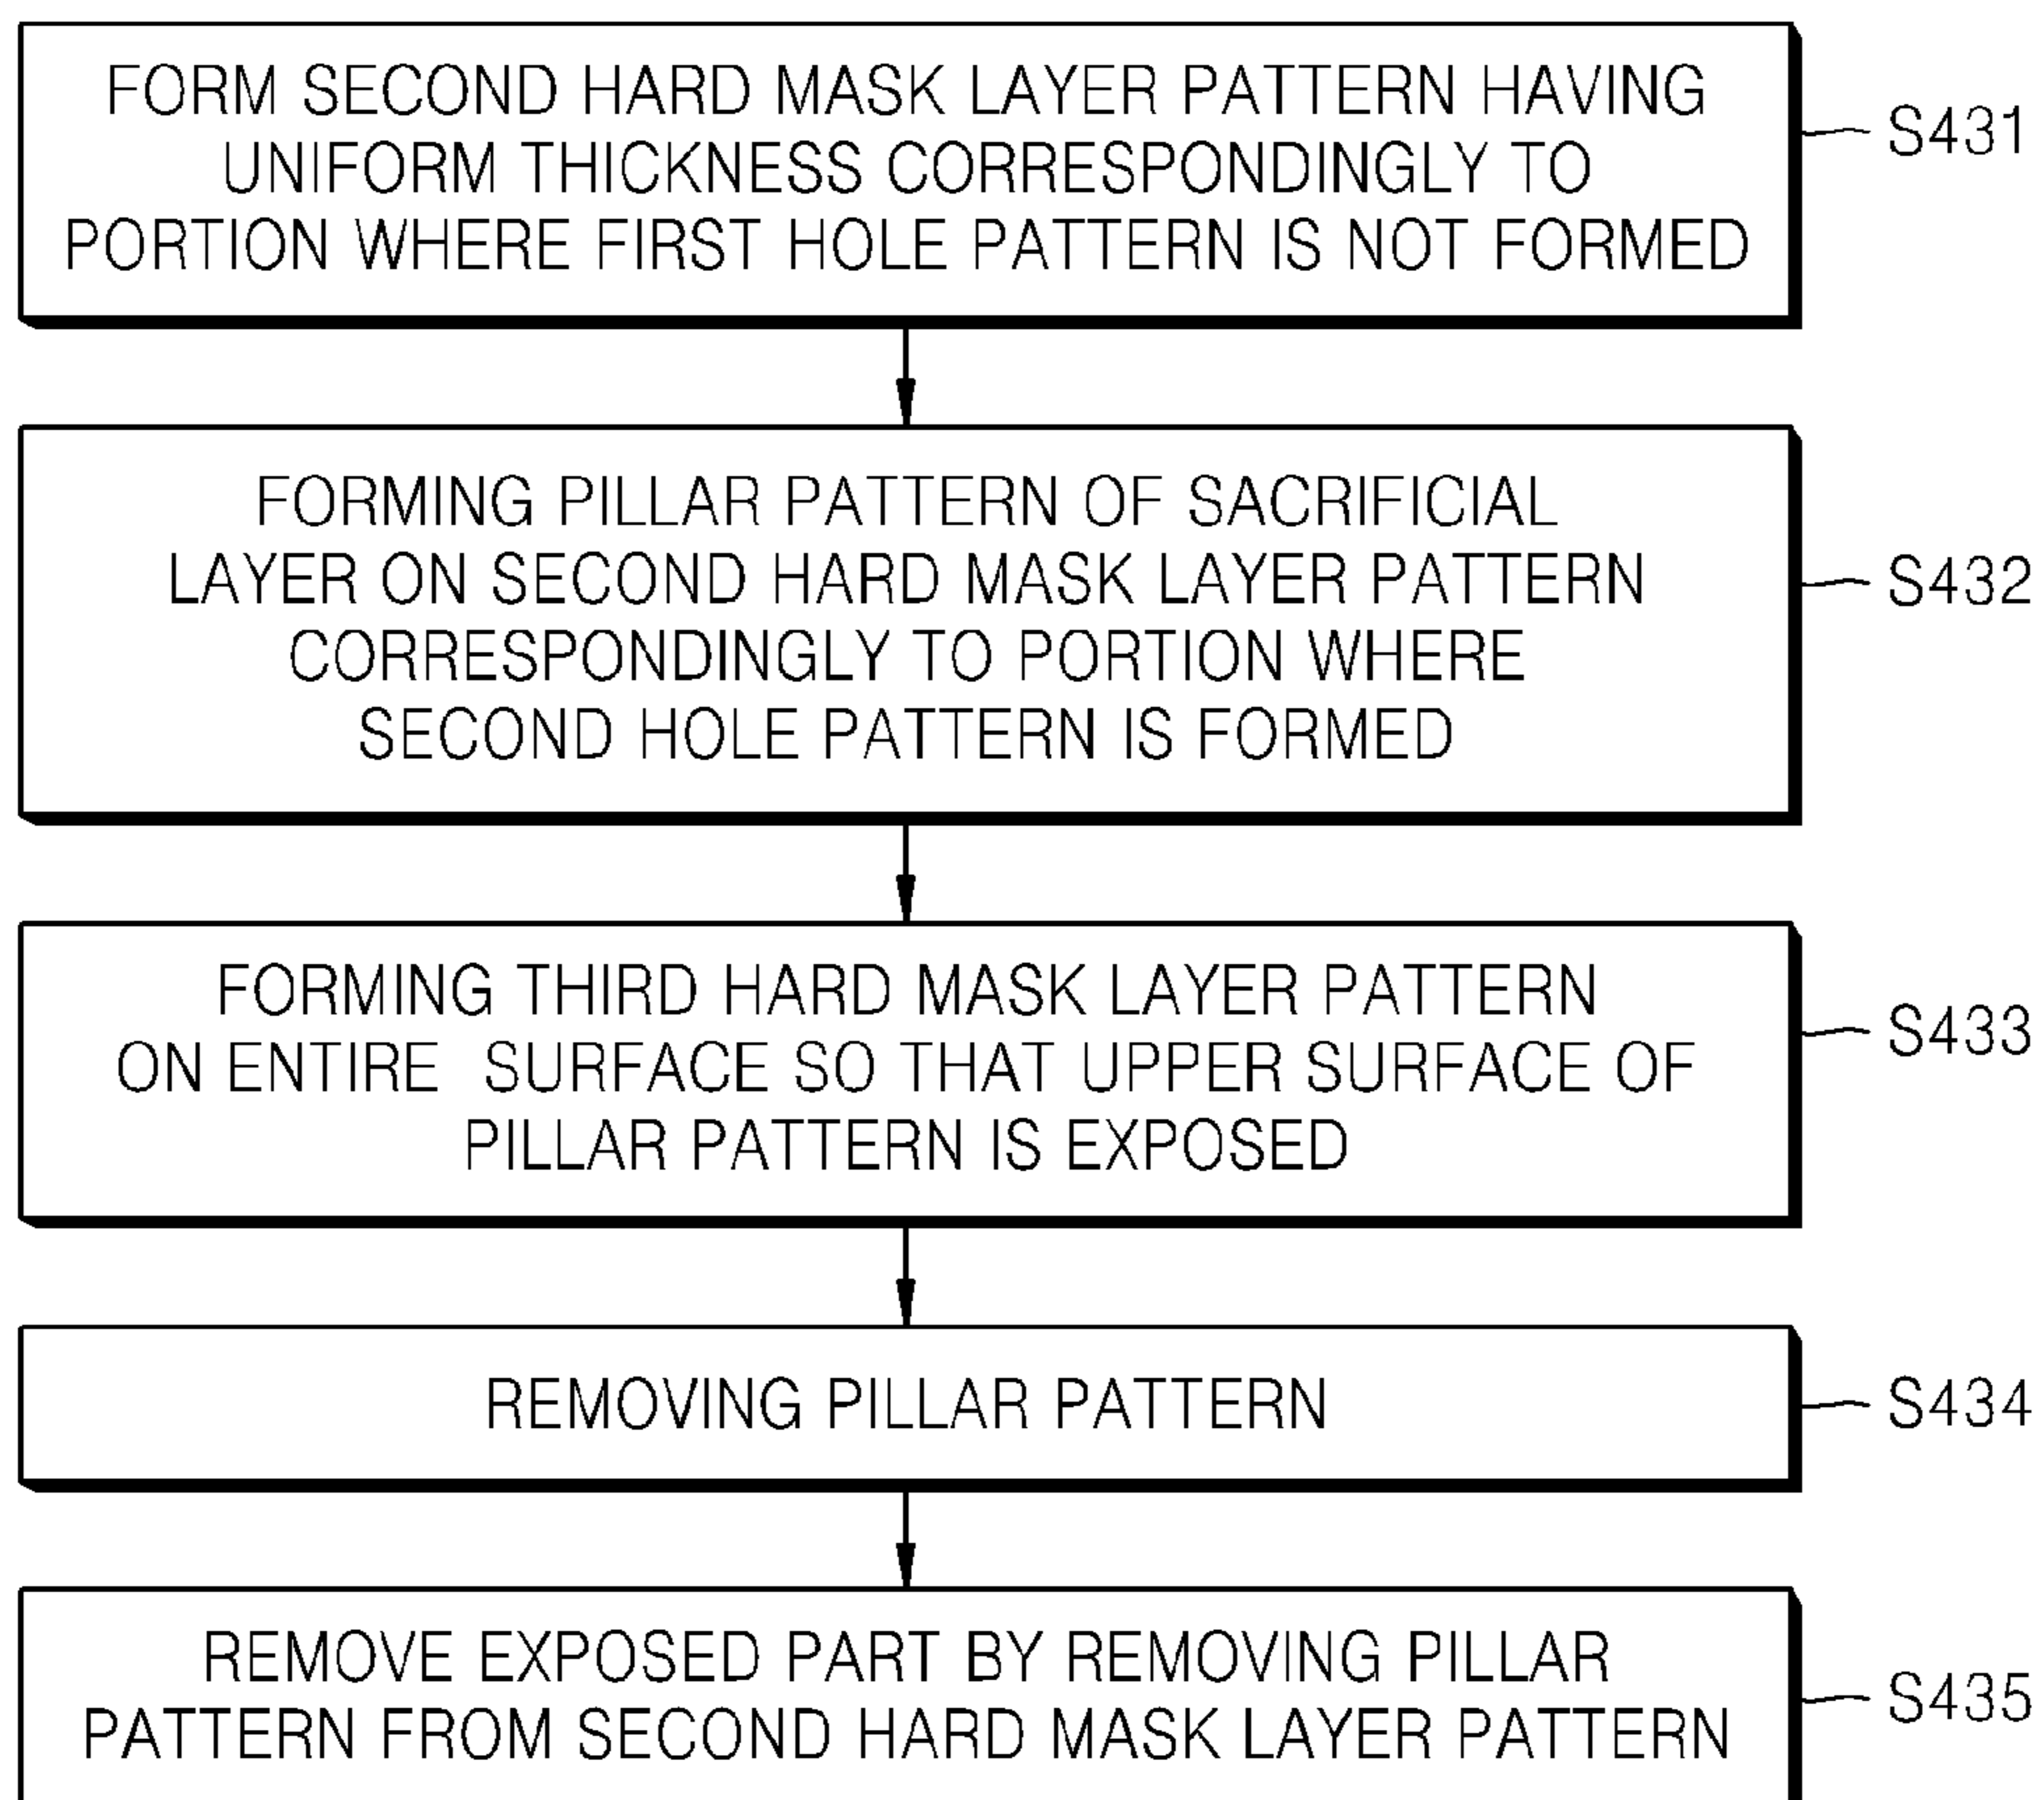 FORM SECOND HARD MASK LAYER PATTERN HAVING
UNIFORM THICKNESS CORRESPONDINGLY TO
PORTION WHERE FIRST HOLE PATTERN IS NOT FORMED
S431
FORMING PILLAR PATTERN OF SACRIFICIAL
LAYER ON SECOND HARD MASK LAYER PATTERN
CORRESPONDINGLY TO PORTION WHERE
SECOND HOLE PATTERN IS FORMED
S432
FORMING THIRD HARD MASK LAYER PATTERN
ON ENTIRE SURFACE SO THAT UPPER SURFACE OF
PILLAR PATTERN IS EXPOSED
S433
REMOVING PILLAR PATTERN
S434
REMOVE EXPOSED PART BY REMOVING PILLAR
PATTERN FROM SECOND HARD MASK LAYER PATTERN
S435